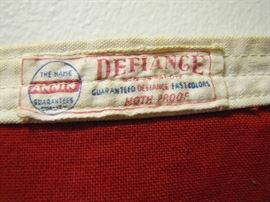 THE NAME
ANNIN
GUARANTEES
DEFIANCE
GUARANTEED DEFIANCE FAST COLORS
MOTH PROOF